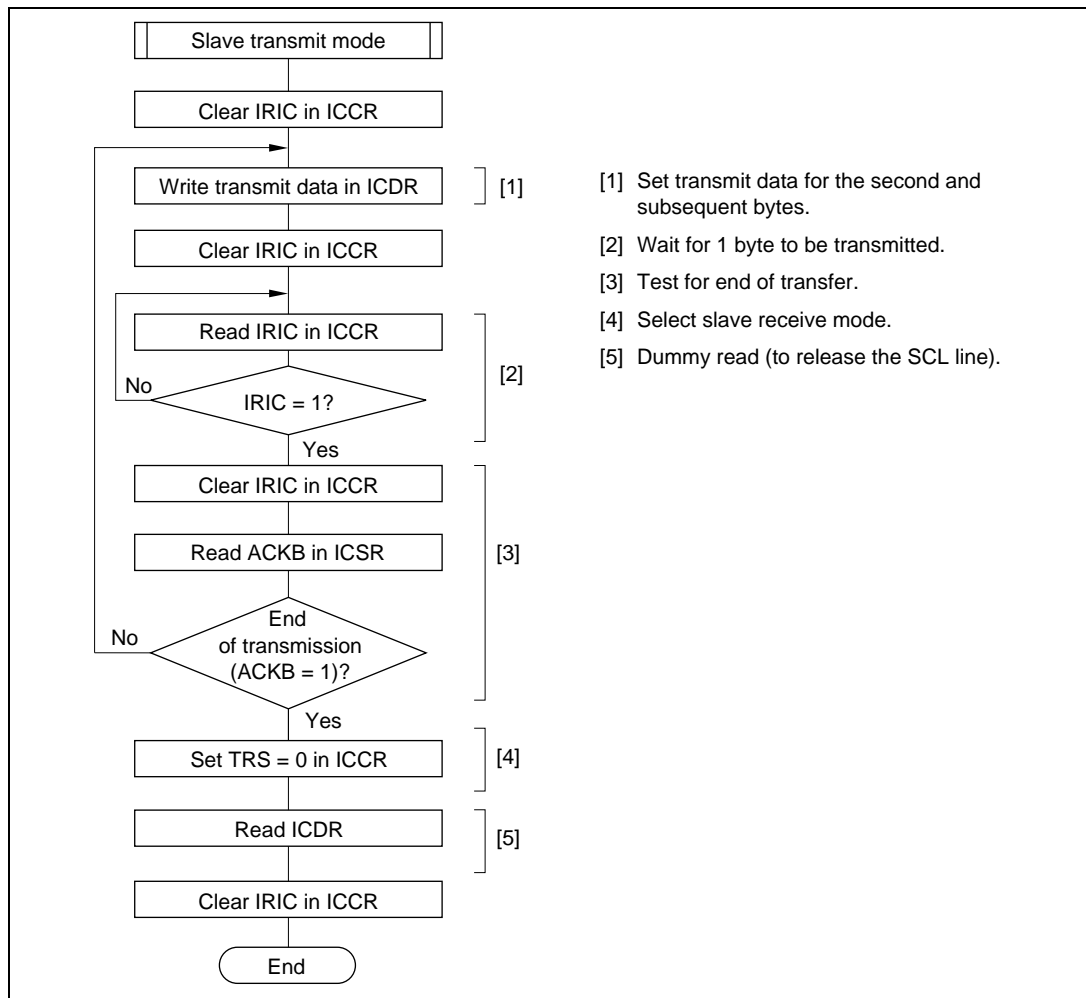 Slave transmit mode
Clear IRIC in ICCR
Write transmit data in ICDR
[1]
Clear IRIC in ICCR
Read IRIC in ICCR
[2]
No
IRIC = 1?
Yes
Clear IRIC in ICCR
Read ACKB in ICSR
[3]
No
End
of transmission
(ACKB = 1)?
Yes
Set TRS = 0 in ICCR
[4]
Read ICDR
[5]
Clear IRIC in ICCR
End
[1] Set transmit data for the second and
subsequent bytes.
[2] Wait for 1 byte to be transmitted.
[3] Test for end of transfer.
[4] Select slave receive mode.
[5] Dummy read (to release the SCL line).